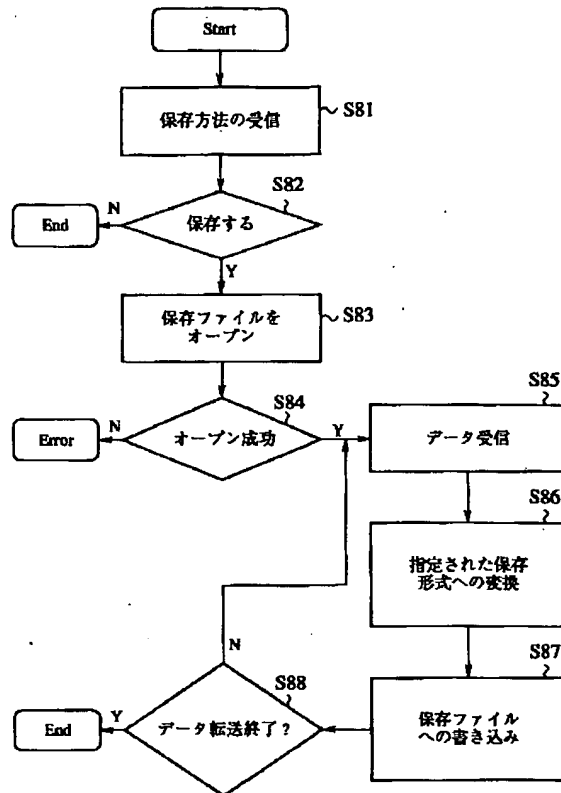 Start
保存方法の受信
S81
S82
End
N
保存する
Y
保存ファイルを
オープン
S83
S84
Error
N
オープン成功
Y
S85
データ受信
S86
指定された保存
形式への変換
S87
保存ファイル
への書き込み
N
S88
End
Y
データ転送終了?